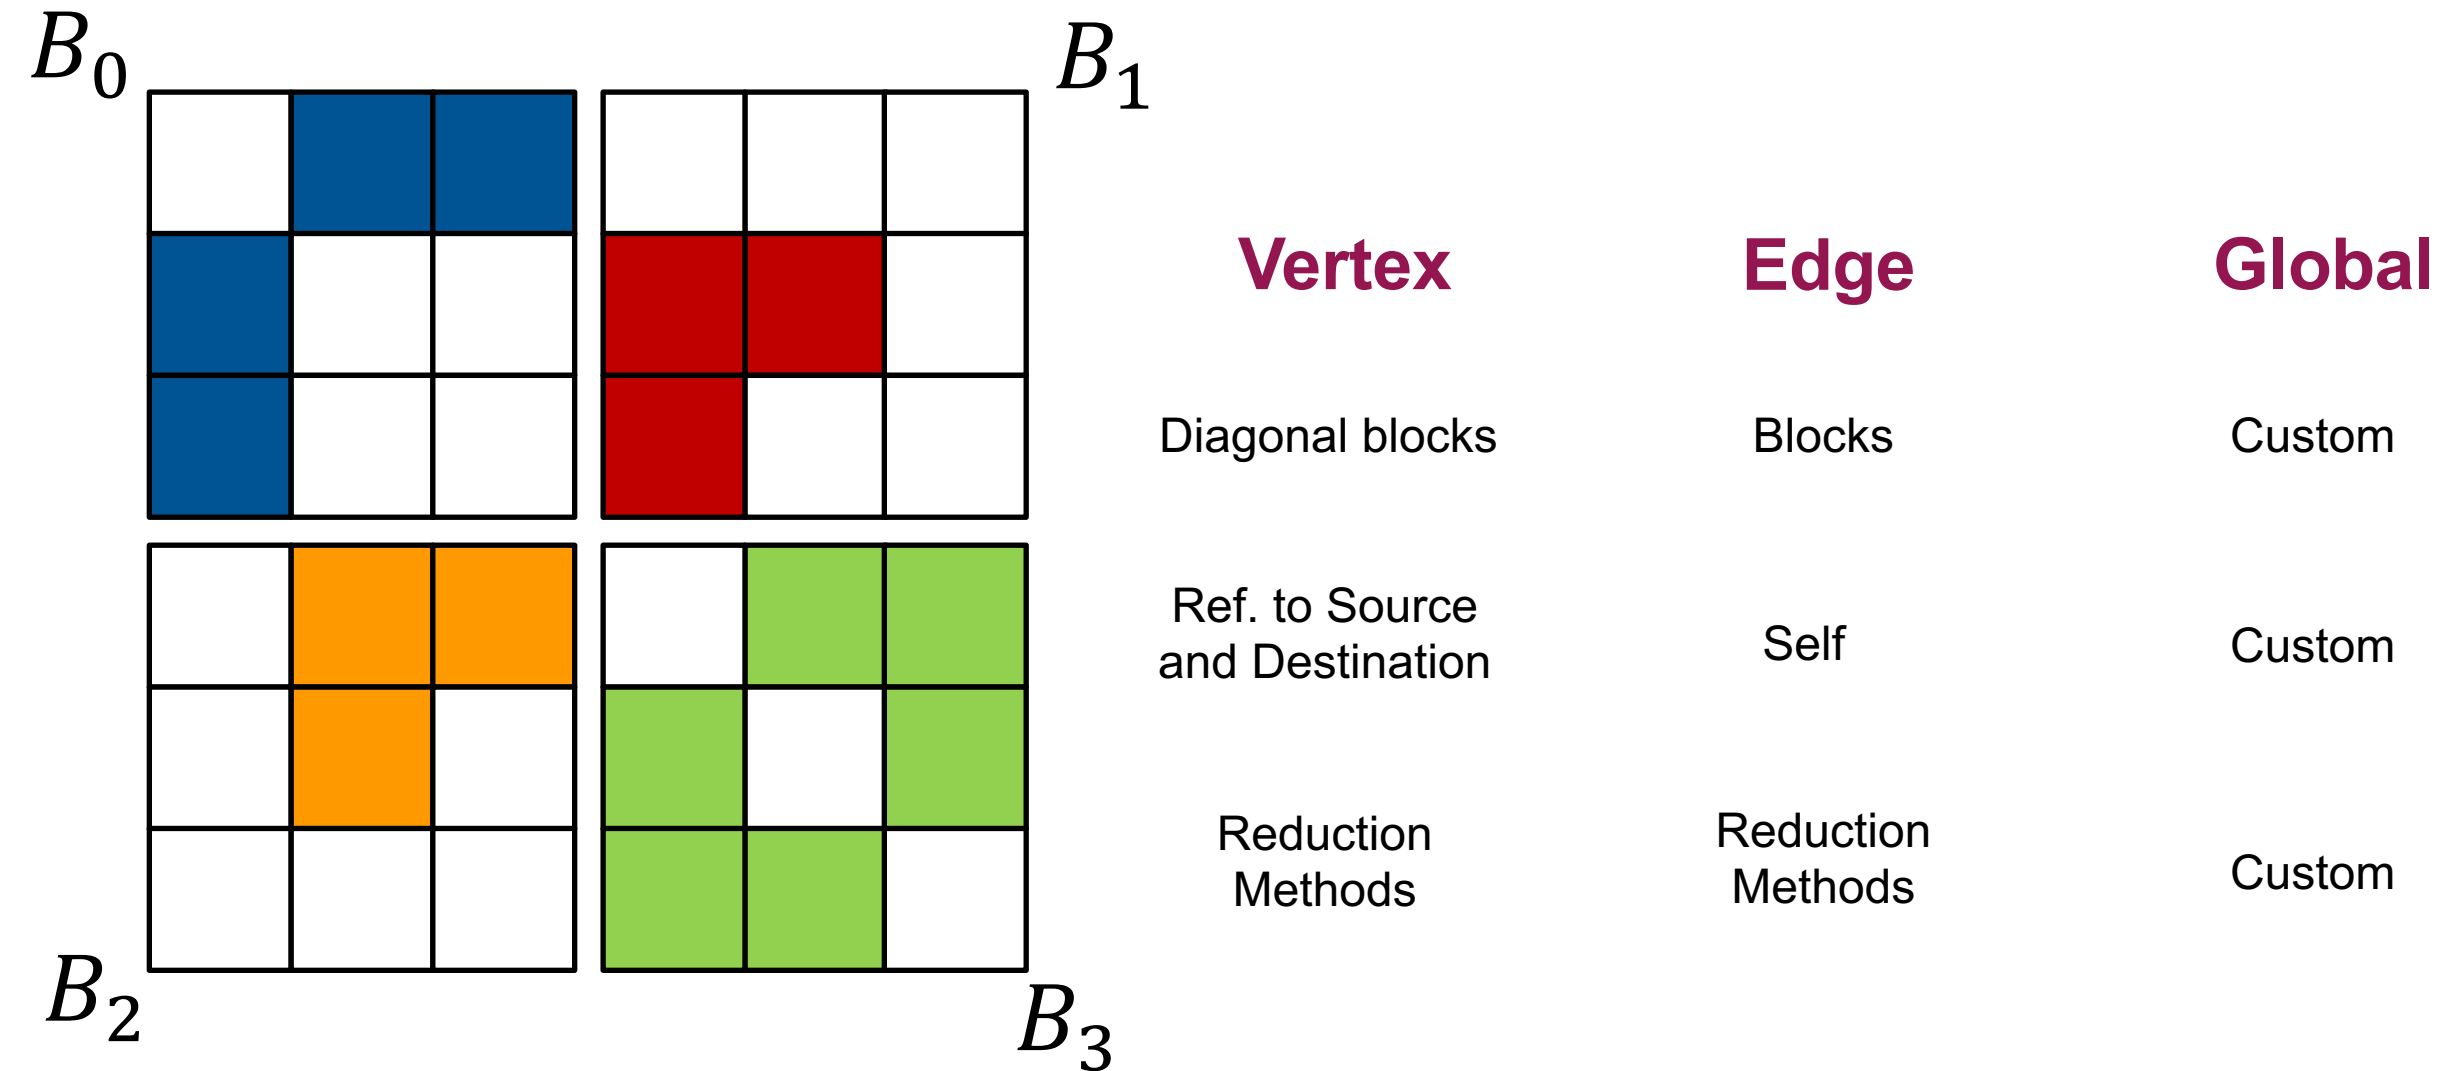 B0
B1
Vertex Edge Global
Diagonal blocks Blocks Custom
Ref. to Source
and Destination
Self
Custom
Reduction
Methods
Reduction
Methods
Custom
B2
B3